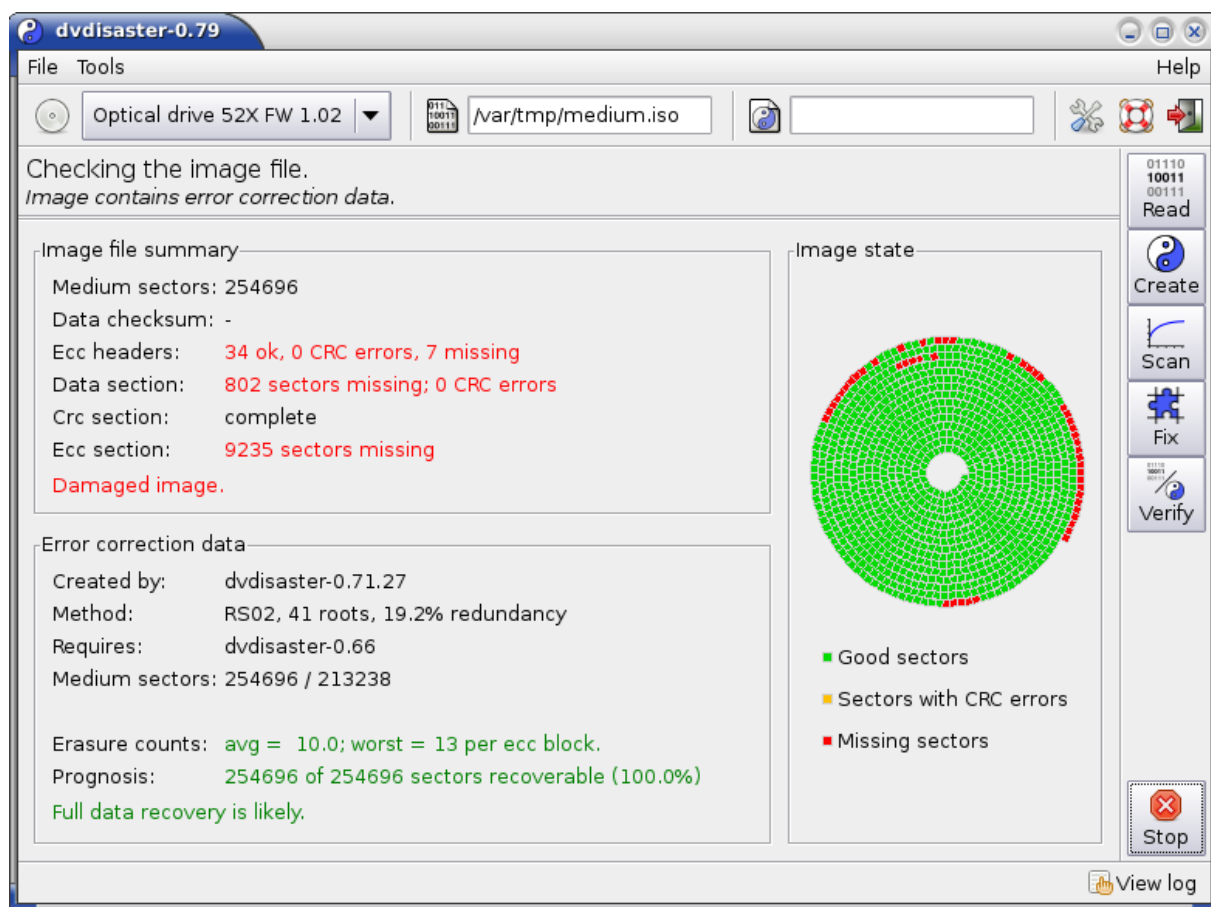 dvdisaster-0.79
File Tools Help
Optical drive 52X FW 1.02 /var/tmp/medium.iso
Checking the image file.
Image contains error correction data.
Image file summary
Medium sectors: 254696
Data checksum: -
Ecc headers: 34 ok, 0 CRC errors, 7 missing
Data section: 802 sectors missing; 0 CRC errors
Crc section: complete
Ecc section: 9235 sectors missing
Damaged image.
Error correction data
Created by: dvdisaster-0.71.27
Method: RS02, 41 roots, 19.2% redundancy
Requires: dvdisaster-0.66
Medium sectors: 254696 / 213238
Erasure counts: avg = 10.0; worst = 13 per ecc block.
Prognosis: 254696 of 254696 sectors recoverable (100.0%)
Full data recovery is likely.
Image state
Good sectors
Sectors with CRC errors
Missing sectors
01110
10011
00111
Read
Create
Scan
Fix
Verify
Stop
View log